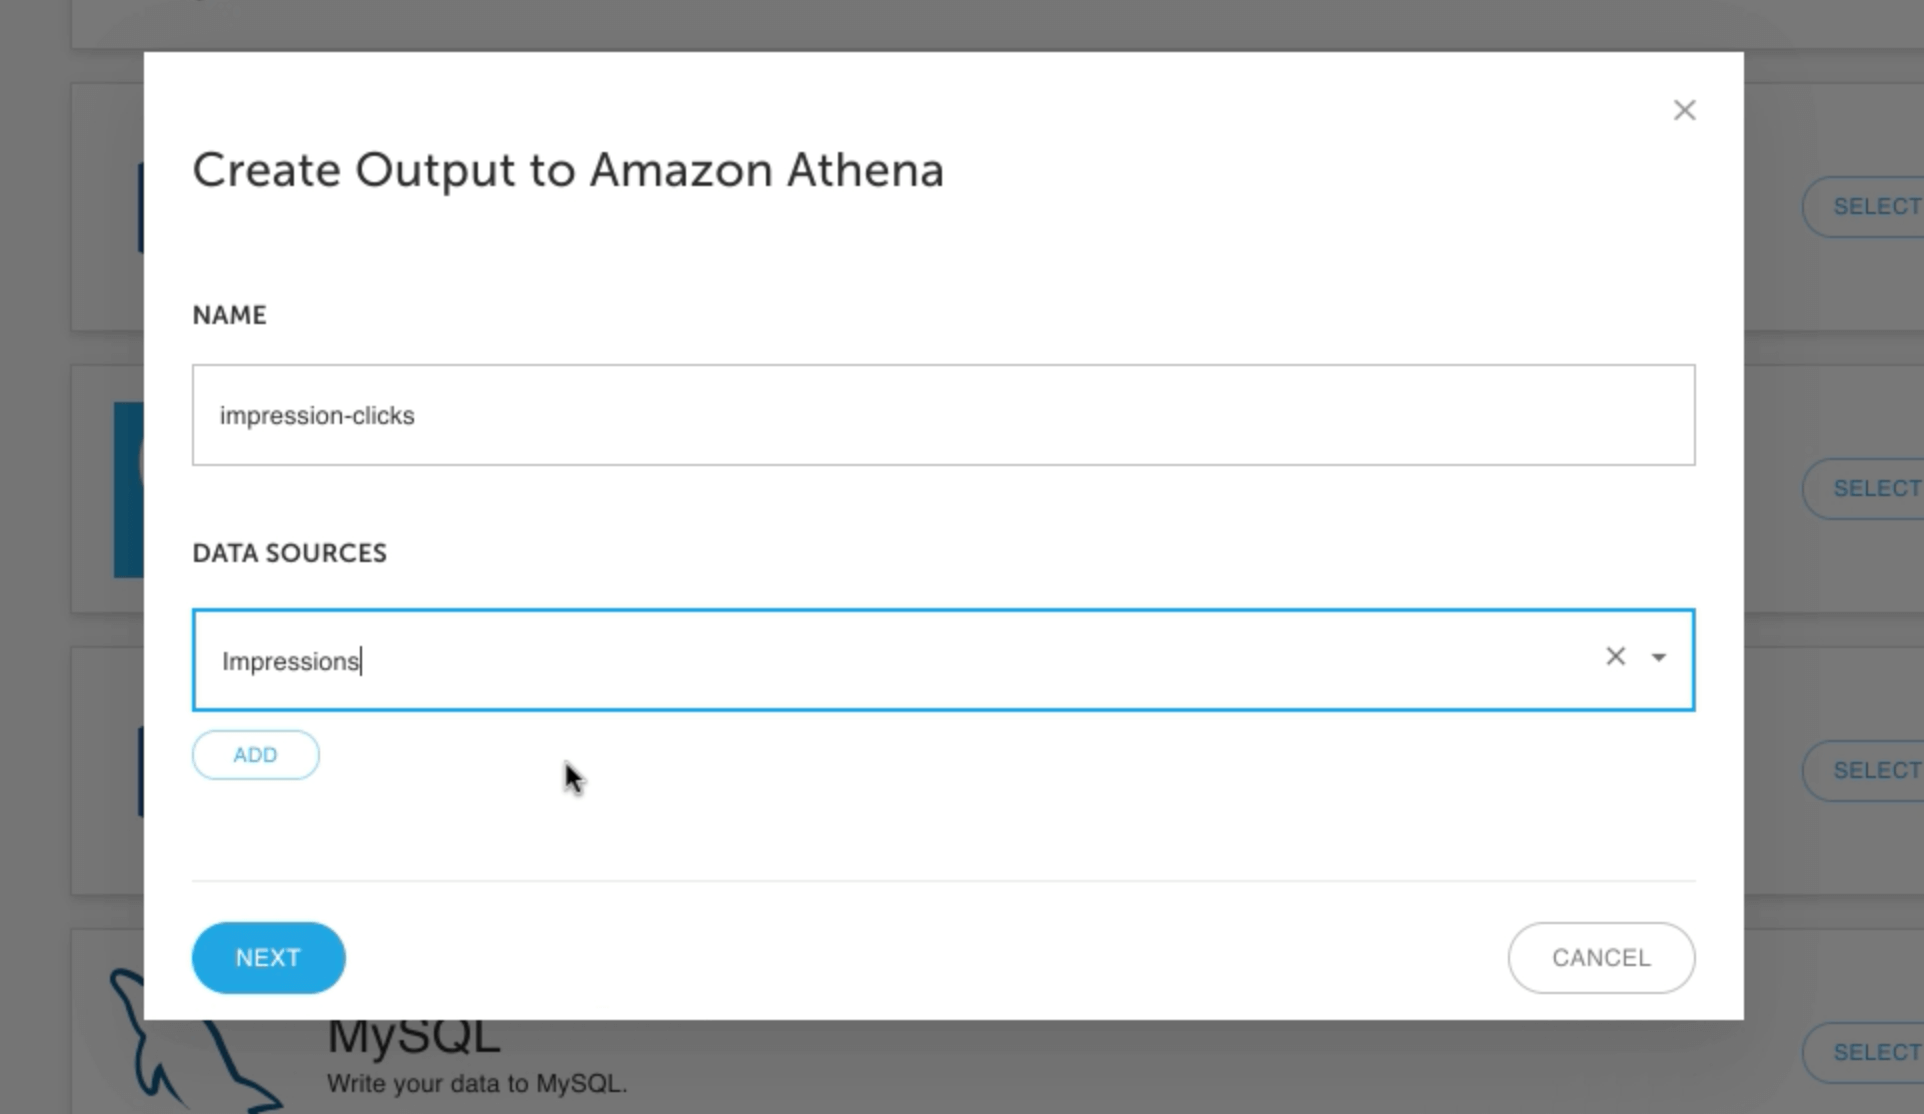 Create Output to Amazon Athena
SELECT
NAME
impression-clicks
SELECT
DATA SOURCES
Impressions
ADD
SELECT
NEXT
CANCEL
MySQL
SELECT
Write your data to MySQL.